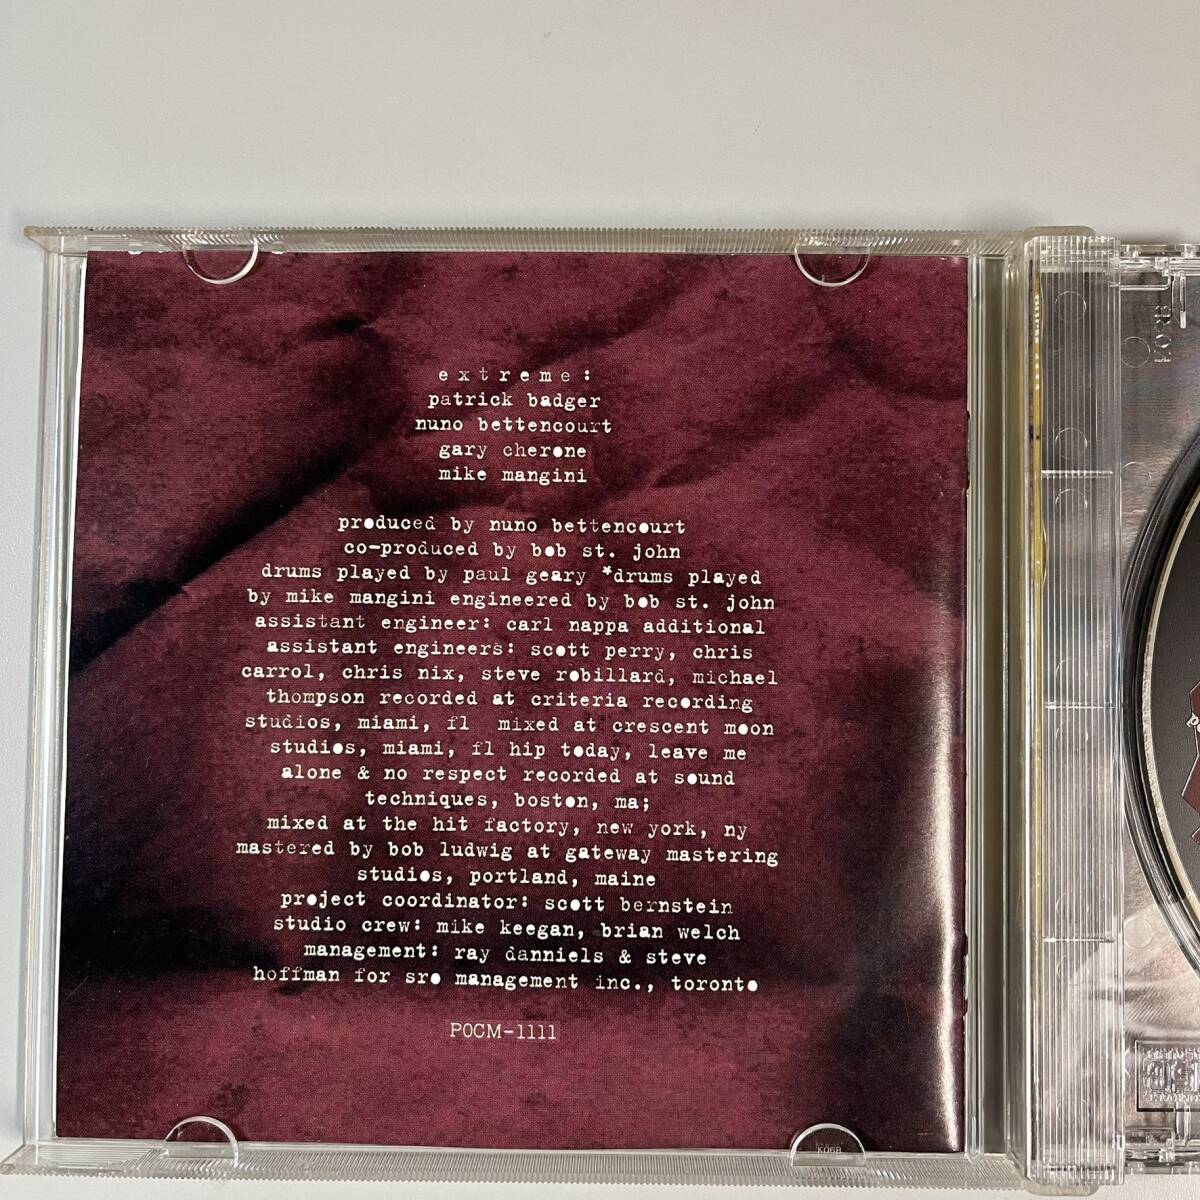 extreme:
patrick badger
nuno bettencourt
gary cherone
mike mangini
produced by nuno bettencourt
co-produced by bob st. john
drums played by paul geary *drums played
by mike mangini engineered by bob st. john
assistant engineer: carl nappa additional
assistant engineers: scott perry, chris
carrol, chris nix, steve robillard, michael
thompson recorded at criteria recording
studios, miami, fl mixed at crescent moon
studios, miami, fl hip today, leave me
alone & no respect recorded at sound
techniques, boston, ma;
mixed at the hit factory, new york, ny
mastered by bob ludwig at gateway mastering
studios, portland, maine
project coordinator: scott bernstein
studio crew: mike keegan, brian welch
management: ray danniels & steve
hoffman for sro management inc., toronto
POCM-1111
K06B